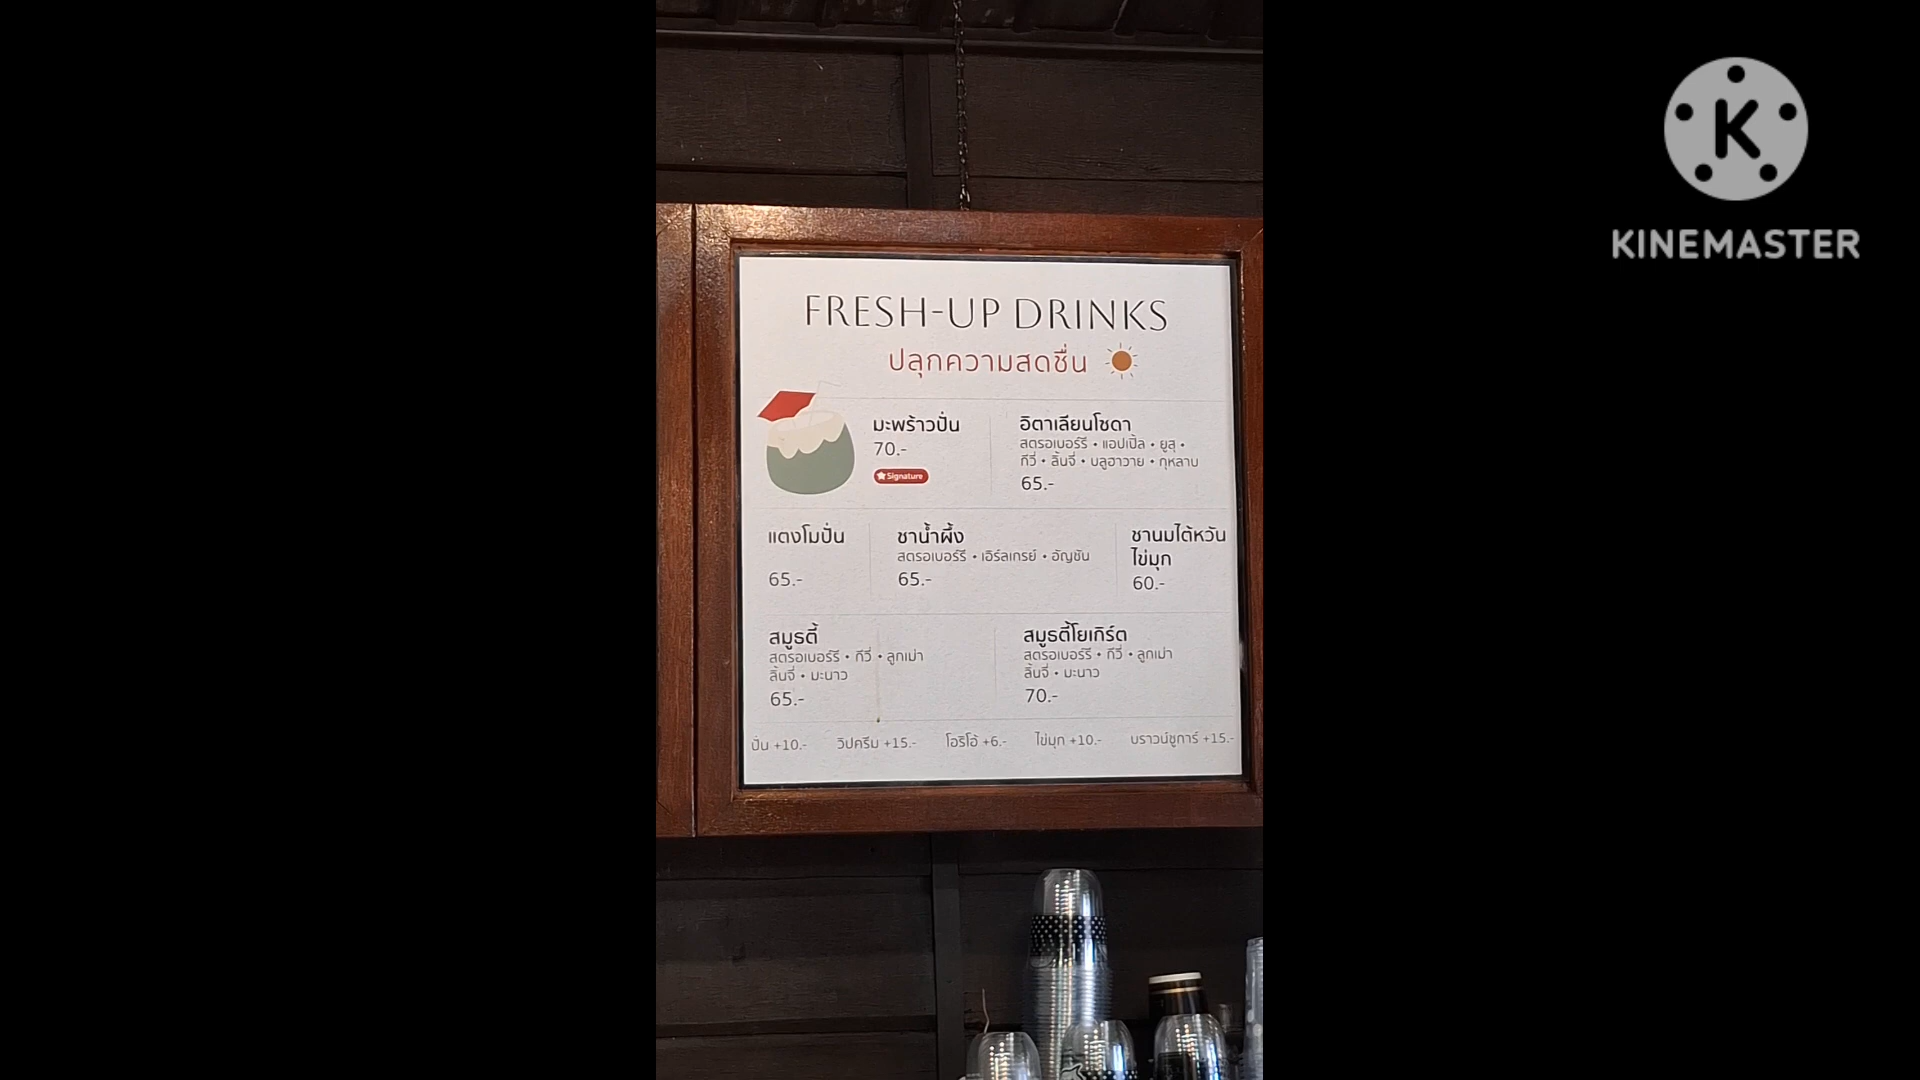 KINEMASTER
FRESH-UP DRINKS
ปลุกความสดชื่น
มะพร้าวปั่น
70.-
Signature
อิตาเลียนโซดา
สตรอเบอร์รี • แอปเปิ้ล • ยูสุ •
กีวี่ • ลิ้นจี่ • บลูฮาวาย • กุหลาบ
65.-
แตงโมปั่น
65.-
ชาน้ำผึ้ง
สตรอเบอร์รี • เอิร์ลเกรย์ • อัญชัน
65.-
ชานมไต้หวัน
ไข่มุก
60.-
สมูธตี้
สตรอเบอร์รี • กีวี่ • ลูกเม่า
ลิ้นจี่ • มะนาว
65.-
สมูธตี้โยเกิร์ต
สตรอเบอร์รี • กีวี่ • ลูกเม่า
ลิ้นจี่ • มะนาว
70.-
ปั่น +10.- วิปครีม +15.- โอริโอ้ +6.- ไข่มุก +10.- บราวน์ชูการ์ +15.-